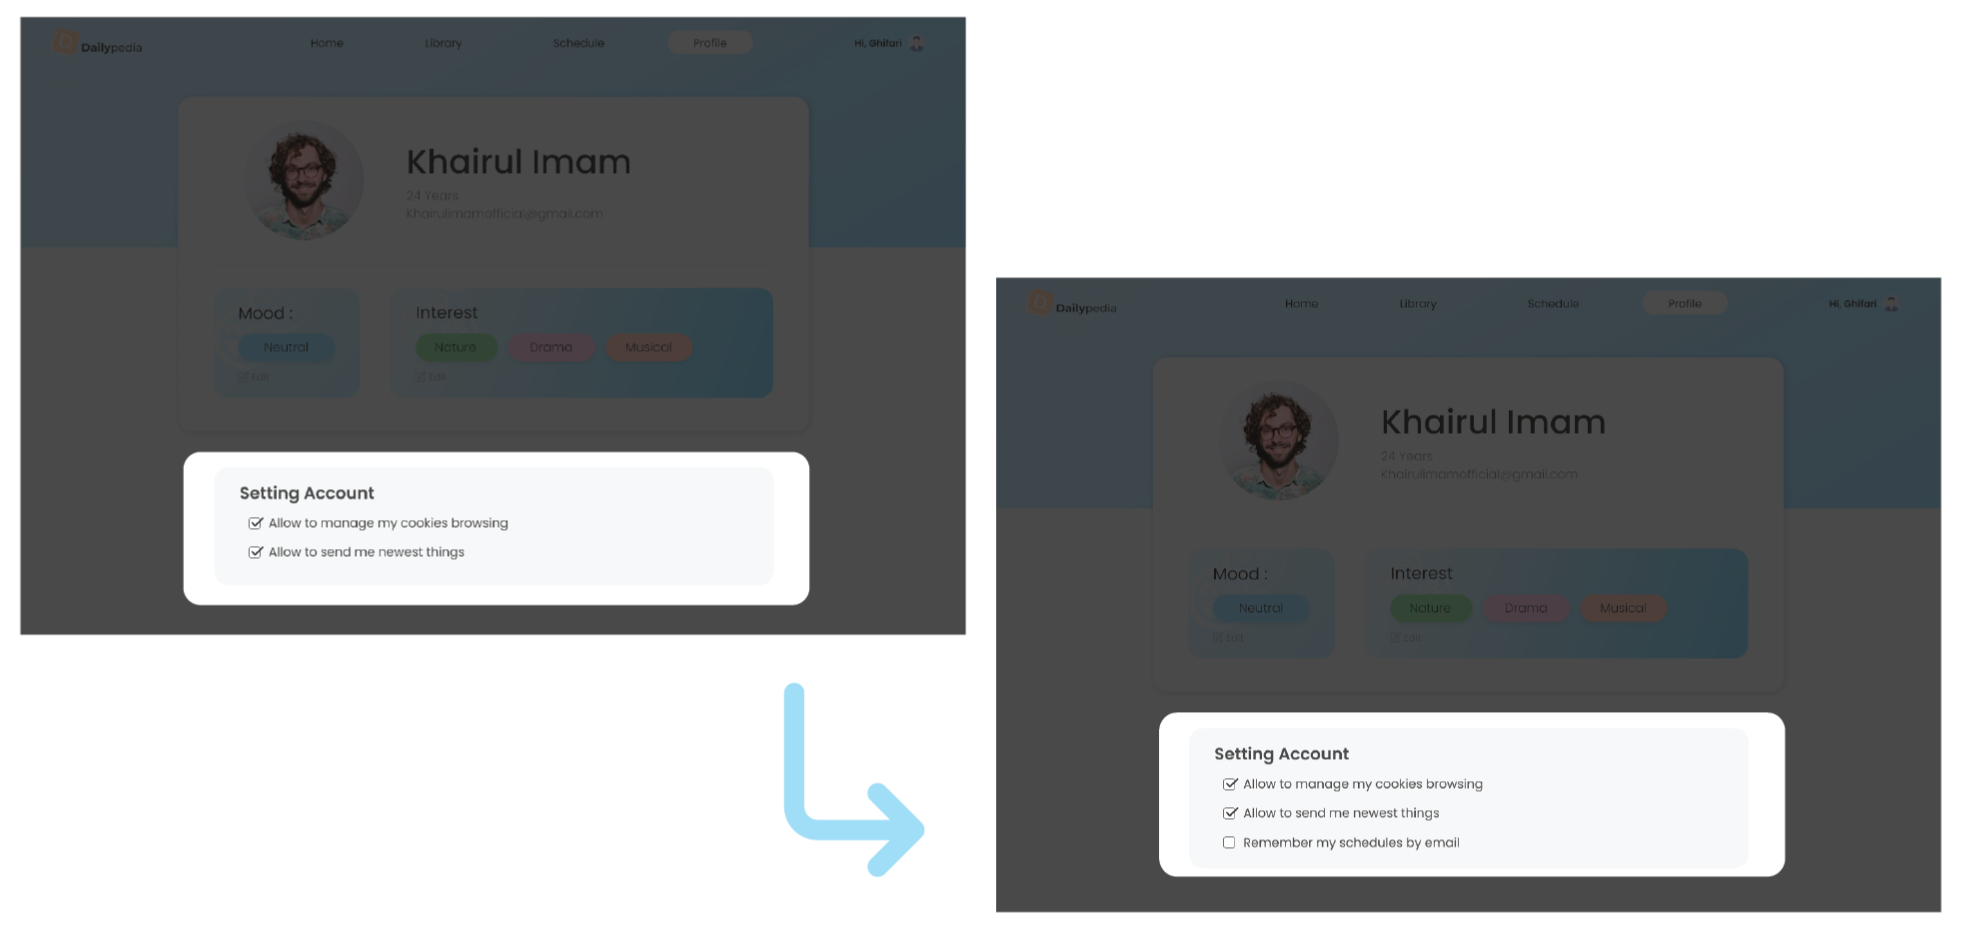 Dailypedia
Home Library Schedule Profile
Hi, Ghifari
Khairul Imam
24 Years
Khairulimamofficial@gmail.com
Mood :
Neutral
Edit
Interest
Nature Drama Musical
Edit
Setting Account
Allow to manage my cookies browsing
Allow to send me newest things
Dailypedia
Home Library Schedule Profile
Hi, Ghifari
Khairul Imam
24 Years
Khairulimamofficial@gmail.com
Mood :
Neutral
Edit
Interest
Nature Drama Musical
Edit
Setting Account
Allow to manage my cookies browsing
Allow to send me newest things
Remember my schedules by email